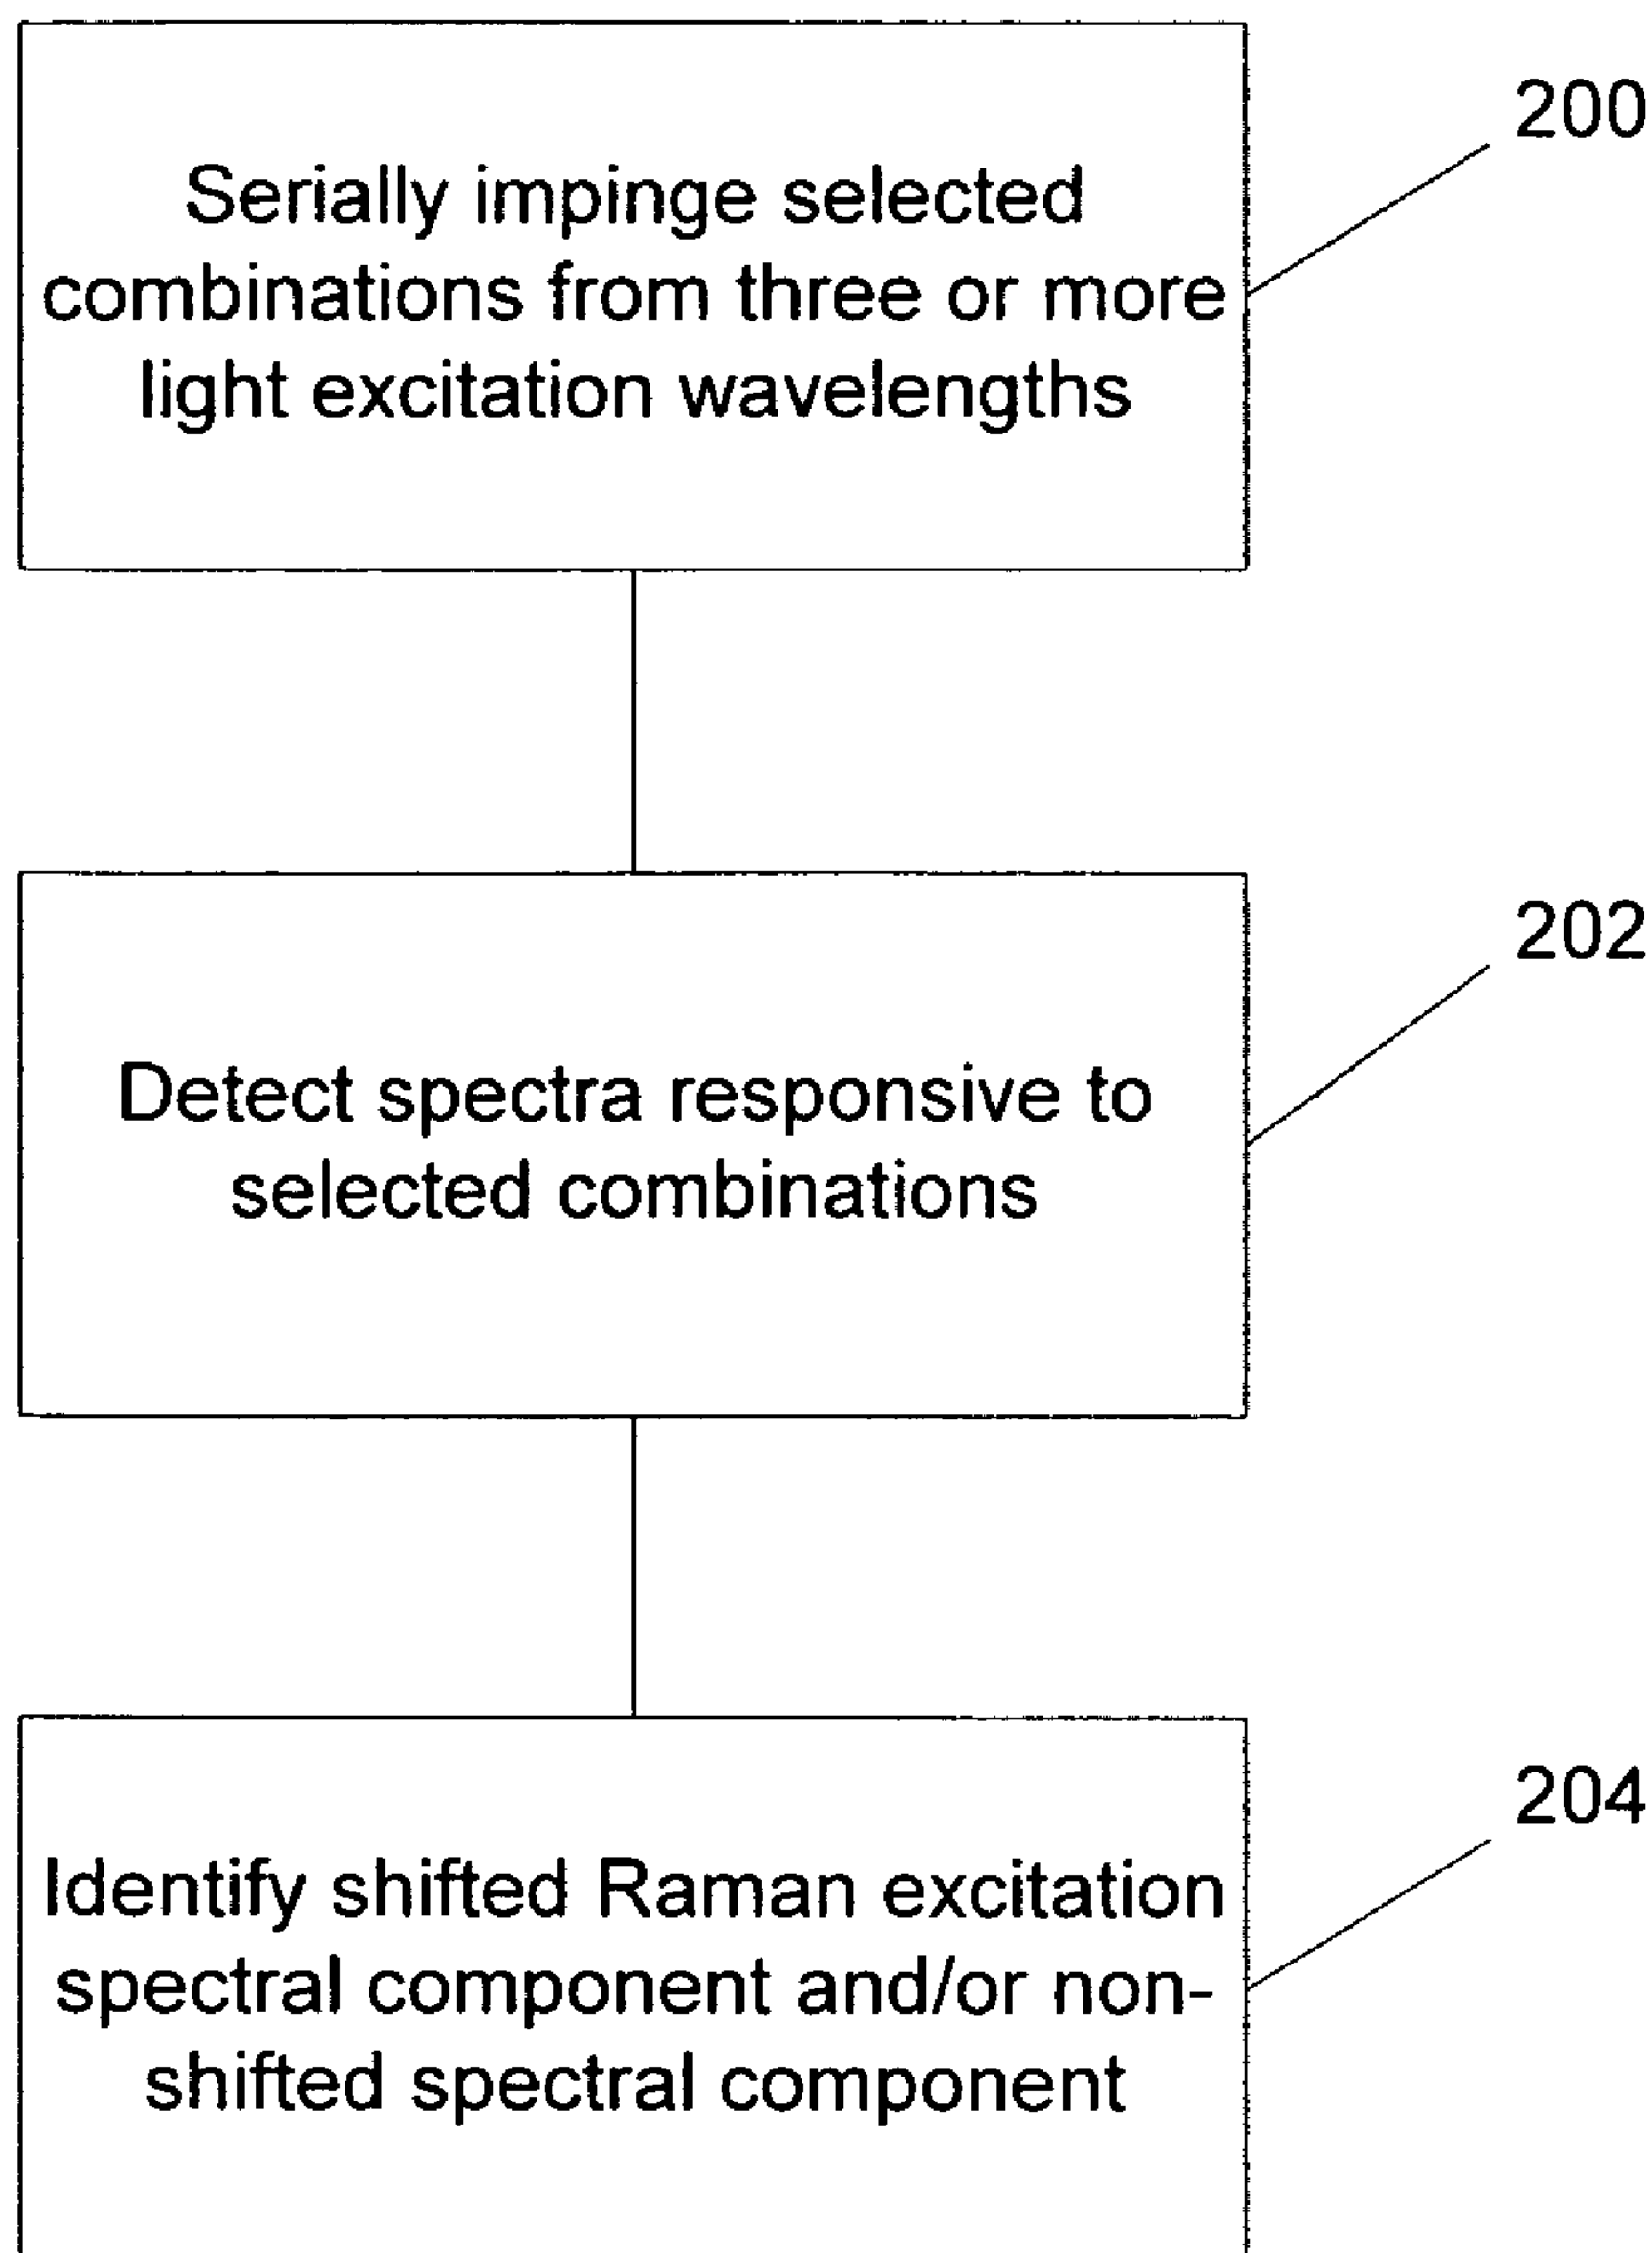 200
Serially impinge selected
combinations from three or more
light excitation wavelengths
202
Detect spectra responsive to
selected combinations
204
Identify shifted Raman excitation
spectral component and/or non-
shifted spectral component